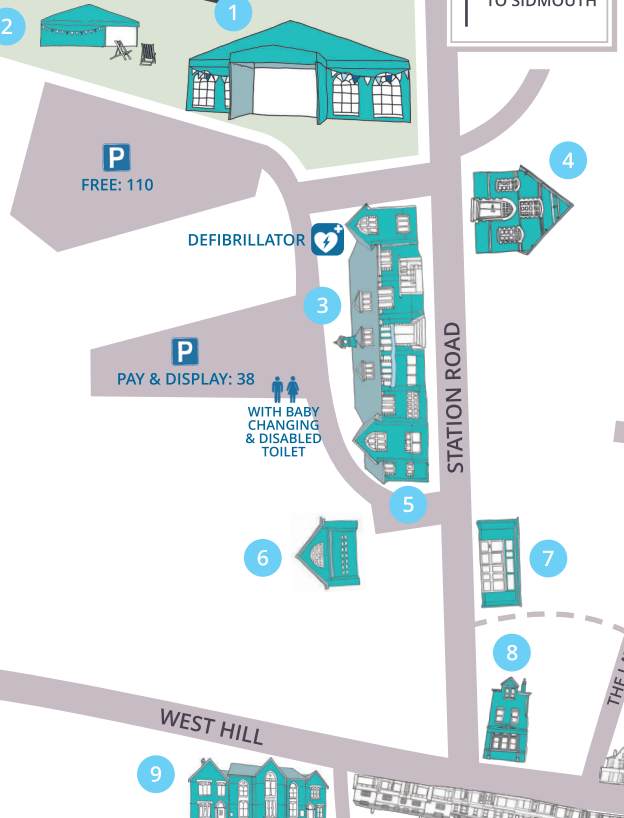 TO SIDMOUTH
1
2
P
FREE: 110
4
DEFIBRILLATOR
3
P
PAY & DISPLAY: 38
WITH BABY
CHANGING
& DISABLED
TOILET
STATION ROAD
5
6
7
8
THE
WEST HILL
9